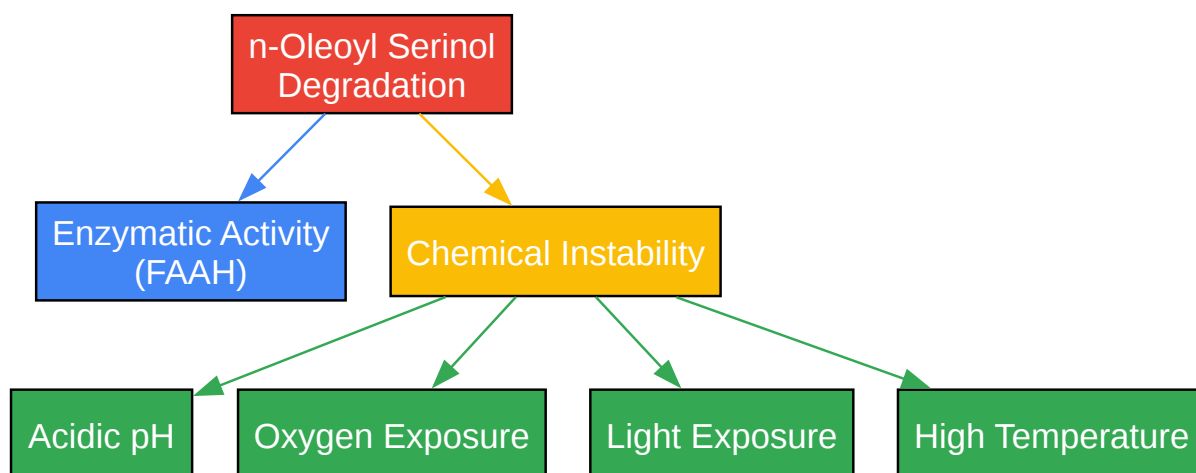 n-Oleoyl Serinol
Degradation
Enzymatic Activity
(FAAH)
Chemical Instability
Acidic pH
Oxygen Exposure
Light Exposure
High Temperature